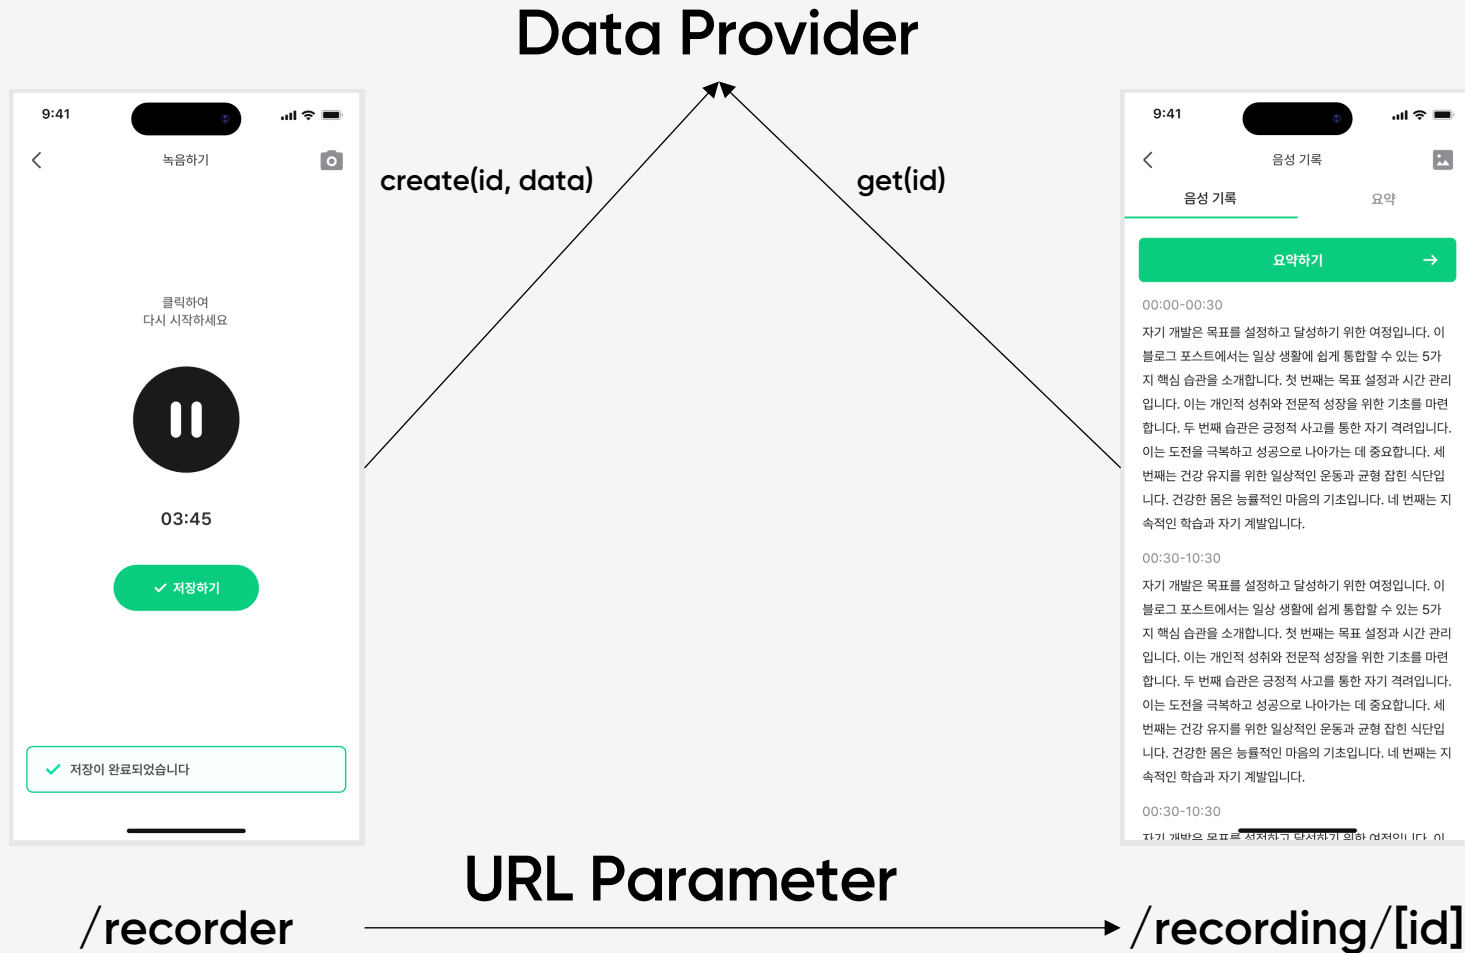 Data Provider
9:41
녹음하기
create(id, data)
클릭하여
다시 시작하세요
03:45
저장하기
저장이 완료되었습니다
get(id)
9:41
음성 기록
음성 기록
요약
요약하기
00:00-00:30
자기 개발은 목표를 설정하고 달성하기 위한 여정입니다. 이
블로그 포스트에서는 일상 생활에 쉽게 통합할 수 있는 5가
지 핵심 습관을 소개합니다. 첫 번째는 목표 설정과 시간 관리
입니다. 이는 개인적 성취와 전문적 성장을 위한 기초를 마련
합니다. 두 번째 습관은 긍정적 사고를 통한 자기 격려입니다.
이는 도전을 극복하고 성공으로 나아가는 데 중요합니다. 세
번째는 건강 유지를 위한 일상적인 운동과 균형 잡힌 식단입
니다. 건강한 몸은 능률적인 마음의 기초입니다. 네 번째는 지
속적인 학습과 자기 계발입니다.
00:30-10:30
자기 개발은 목표를 설정하고 달성하기 위한 여정입니다. 이
블로그 포스트에서는 일상 생활에 쉽게 통합할 수 있는 5가
지 핵심 습관을 소개합니다. 첫 번째는 목표 설정과 시간 관리
입니다. 이는 개인적 성취와 전문적 성장을 위한 기초를 마련
합니다. 두 번째 습관은 긍정적 사고를 통한 자기 격려입니다.
이는 도전을 극복하고 성공으로 나아가는 데 중요합니다. 세
번째는 건강 유지를 위한 일상적인 운동과 균형 잡힌 식단입
니다. 건강한 몸은 능률적인 마음의 기초입니다. 네 번째는 지
속적인 학습과 자기 계발입니다.
00:30-10:30
자기 개발은 목표를 설정하고 달성하기 위한 여정입니다. 이
URL Parameter
/recorder
/recording/[id]